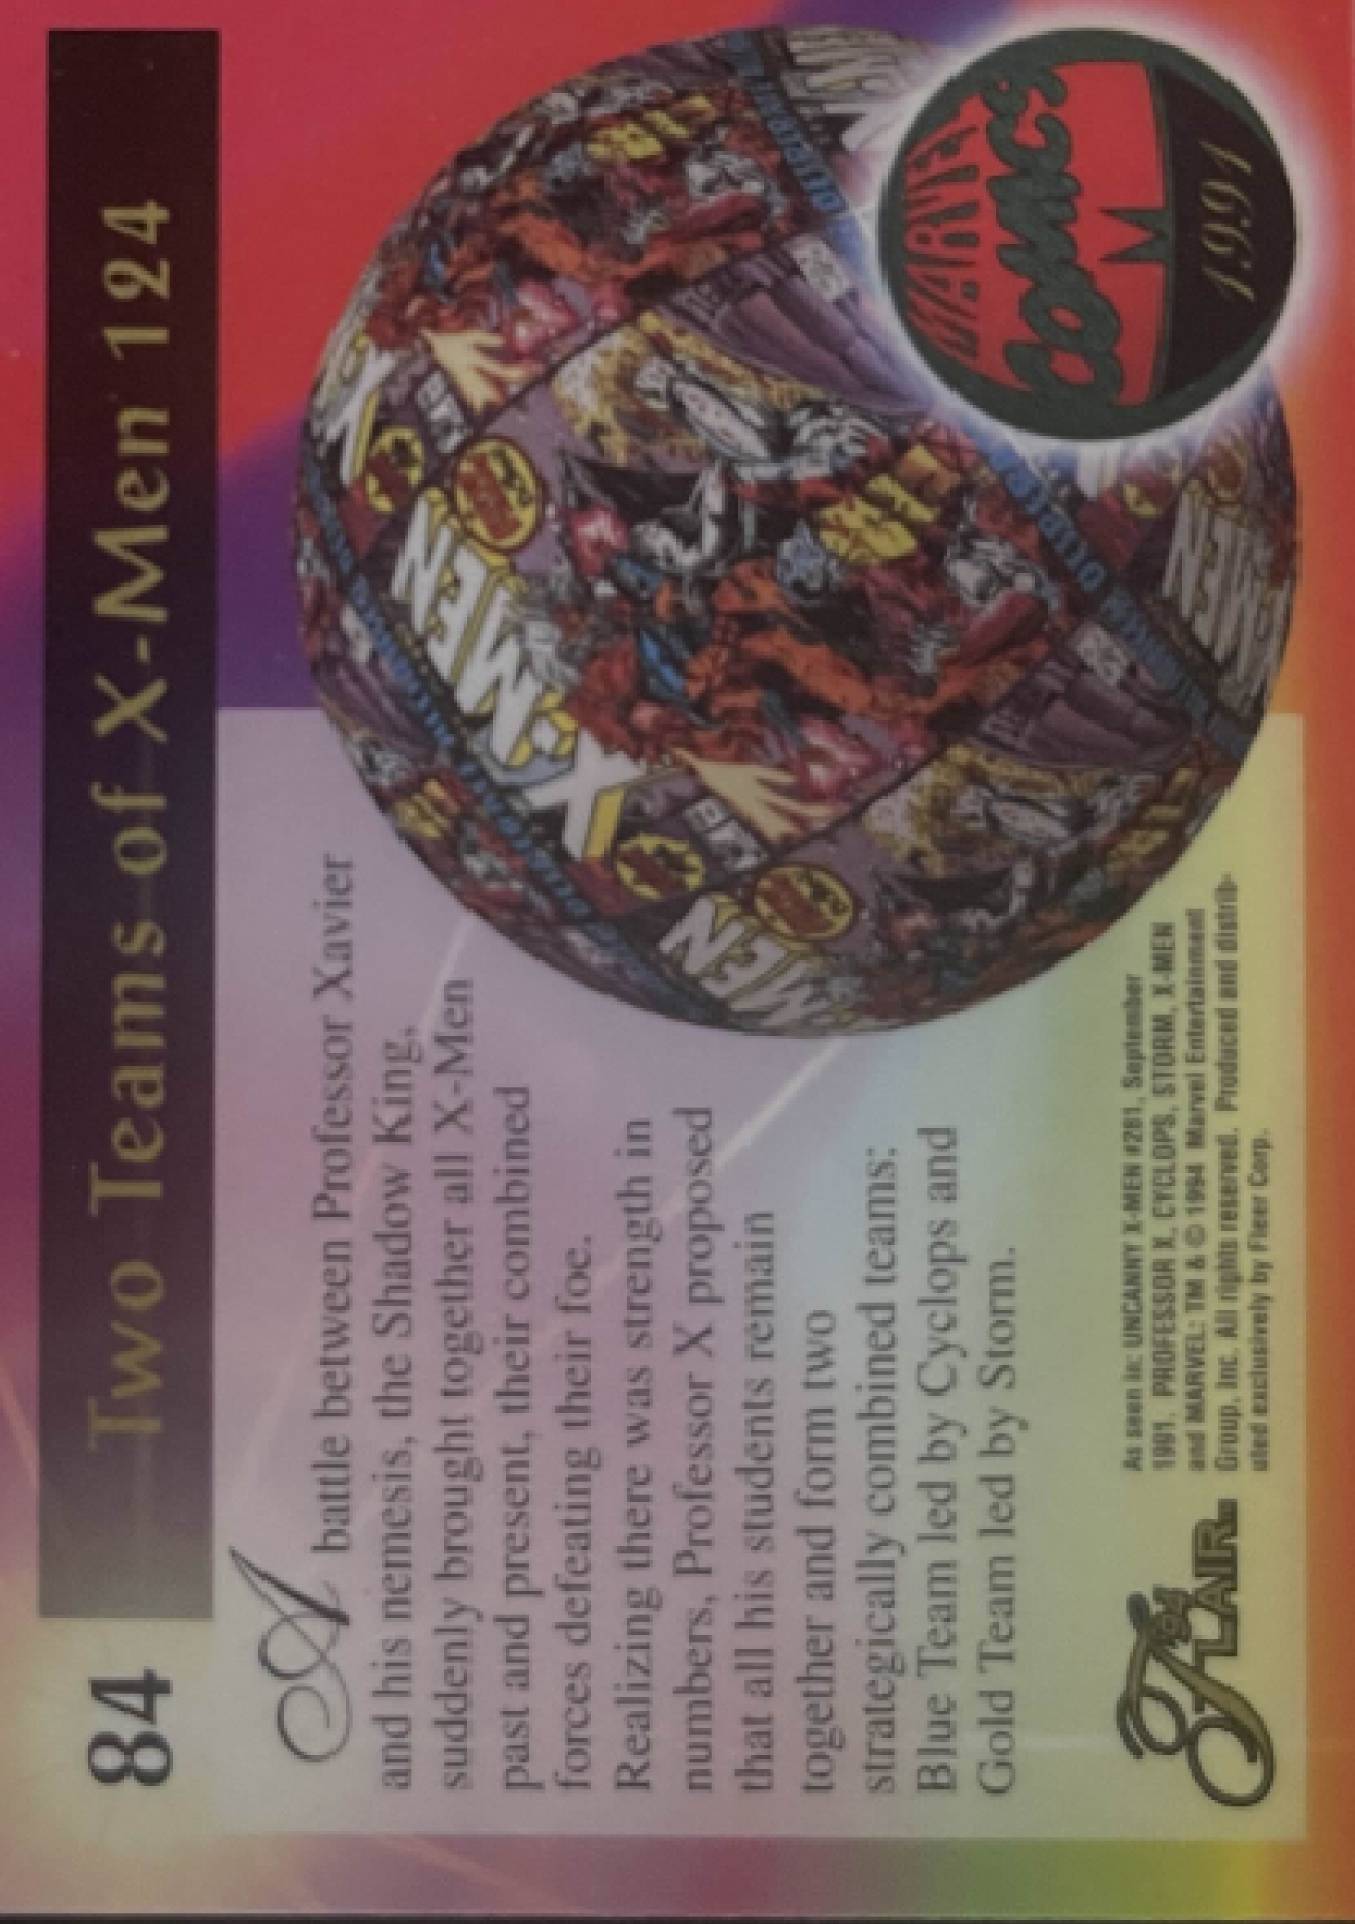 84
Two Teams of X-Men 124
A battle between Professor Xavier
and his nemesis, the Shadow King,
suddenly brought together all X-Men
past and present, their combined
forces defeating their foe.
Realizing there was strength in
numbers, Professor X proposed
that all his students remain
together and form two
strategically combined teams:
Blue Team led by Cyclops and
Gold Team led by Storm.
X-MEN
X-MEN
MEN
MARVEL
COMICS
M
1991
'94
FLAIR
As seen in: UNCANNY X-MEN #281, September
1991. PROFESSOR X, CYCLOPS, STORM, X-MEN
and MARVEL: TM & © 1994 Marvel Entertainment
Group, Inc. All rights reserved. Produced and distrib-
uted exclusively by Fleer Corp.